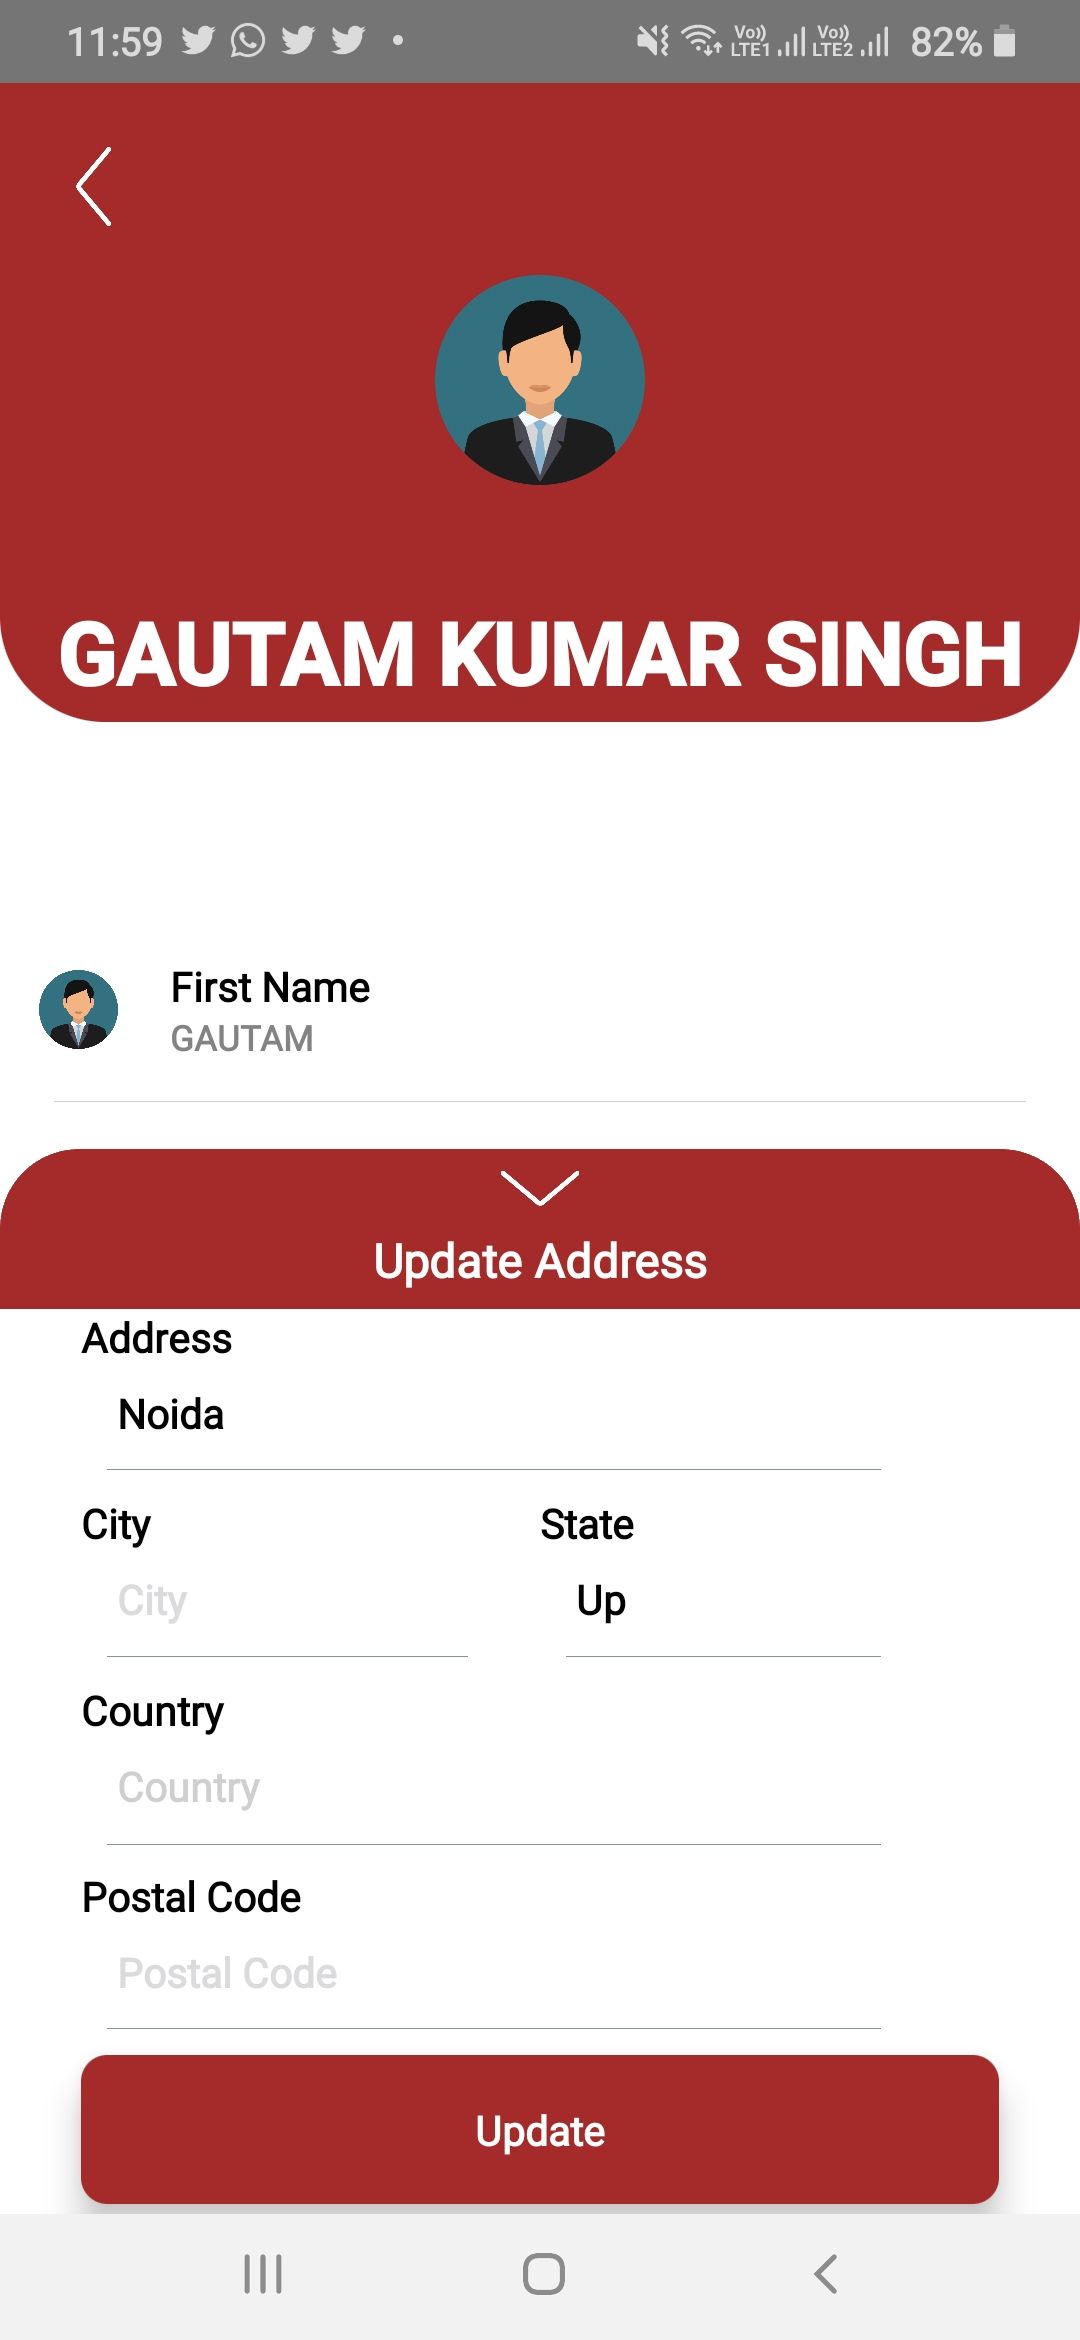 11:59 Vo)) LTE1 Vo)) LTE2 82%
GAUTAM KUMAR SINGH
First Name
GAUTAM
Update Address
Address
Noida
City State
City Up
Country
Country
Postal Code
Postal Code
Update